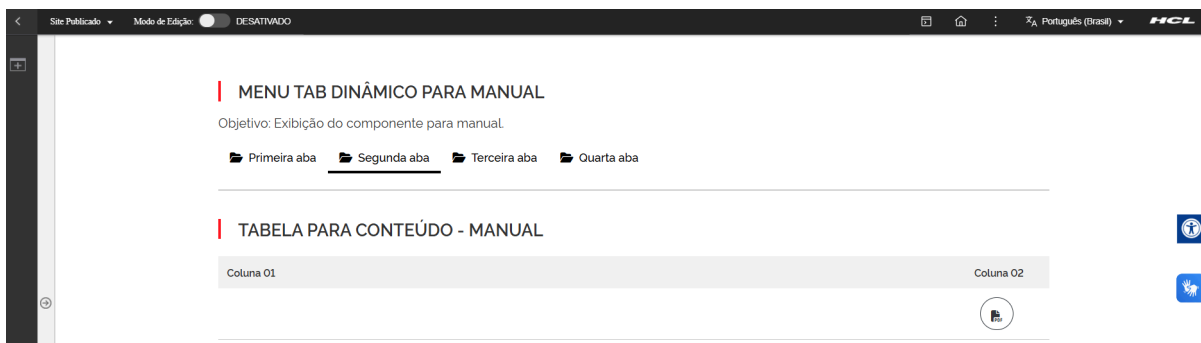 Site Publicado Modo de Edição: DESATIVADO Português (Brasil) HCL
MENU TAB DINÂMICO PARA MANUAL
Objetivo: Exibição do componente para manual.
Primeira aba Segunda aba Terceira aba Quarta aba
TABELA PARA CONTEÚDO - MANUAL
Coluna 01 Coluna 02
PDF